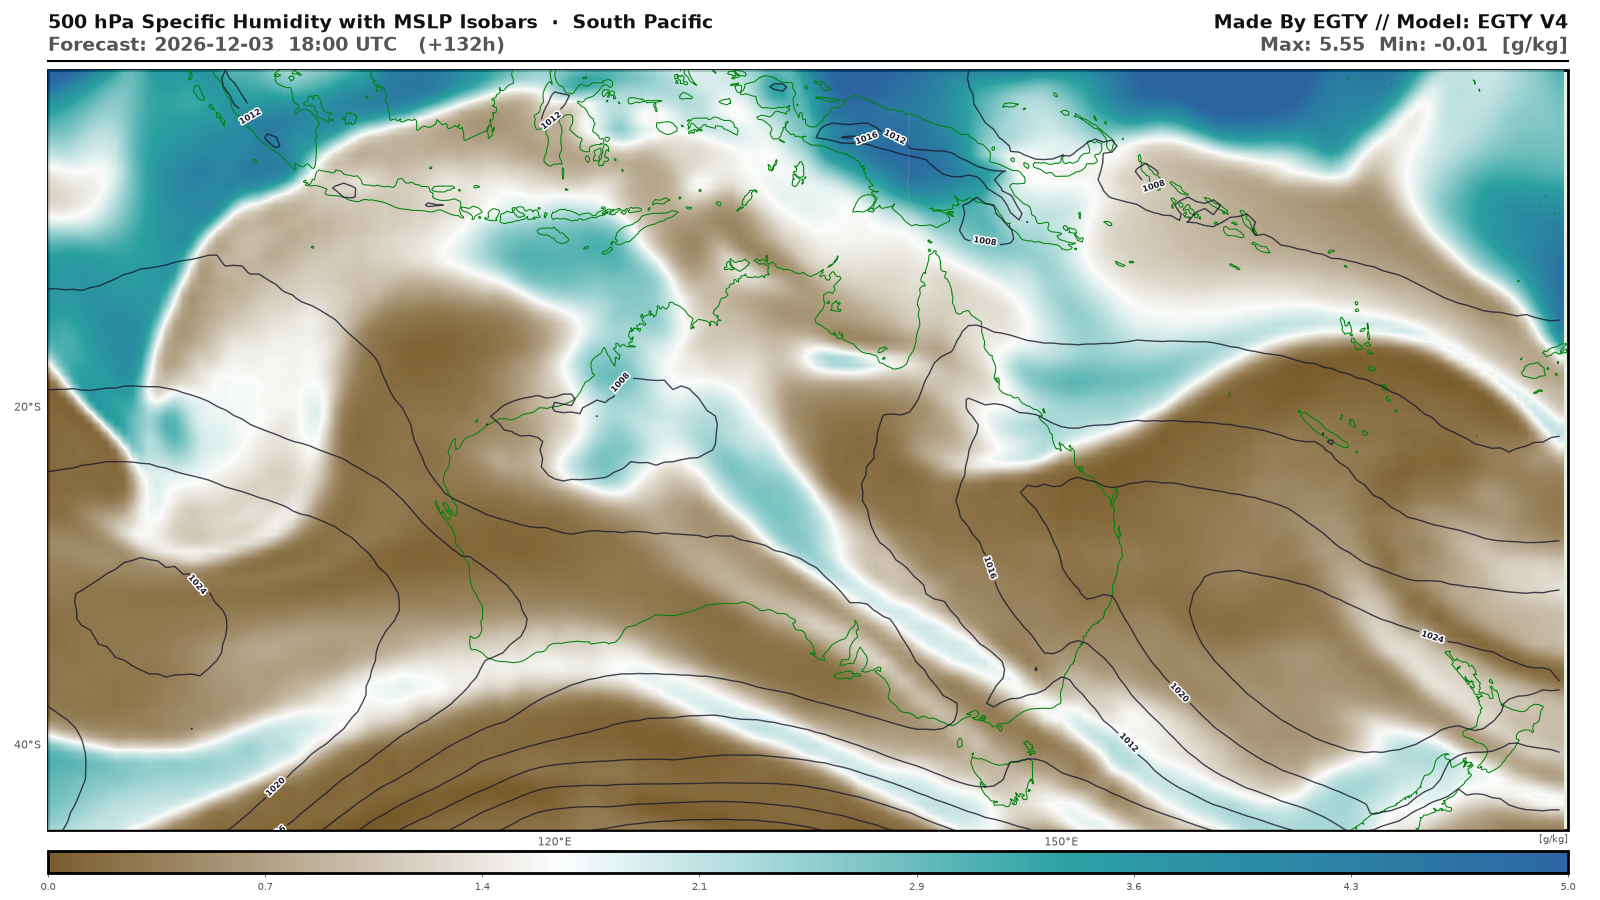 500 hPa Specific Humidity with MSLP Isobars · South Pacific
Made By EGTY // Model: EGTY V4
Forecast: 2026-12-03 18:00 UTC (+132h)
Max: 5.55 Min: -0.01 [g/kg]
1012
1012
1016
1012
1008
1008
1008
20°S
1016
1024
1024
1020
1012
40°S
1020
120°E
150°E
[g/kg]
0.0
0.7
1.4
2.1
2.9
3.6
4.3
5.0